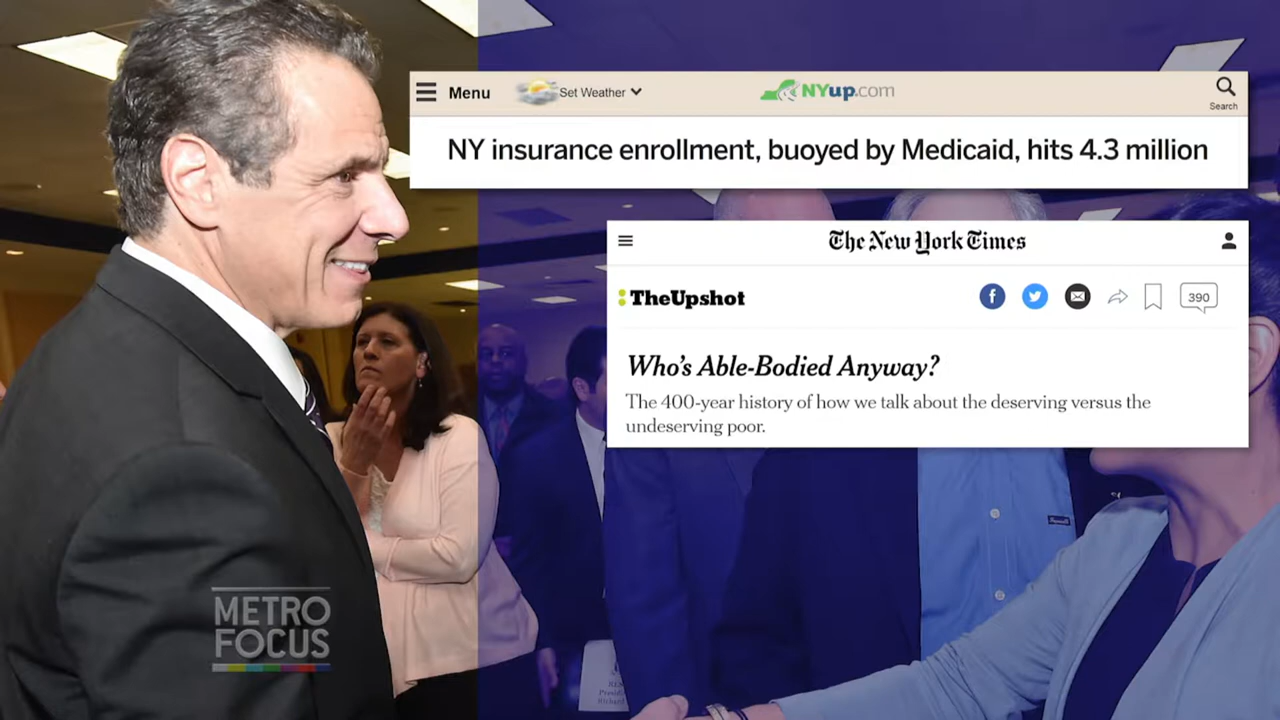 Menu
Set Weather
NYup.com
Search
NY insurance enrollment, buoyed by Medicaid, hits 4.3 million
The New York Times
TheUpshot
390
Who's Able-Bodied Anyway?
The 400-year history of how we talk about the deserving versus the
undeserving poor.
METRO
FOCUS